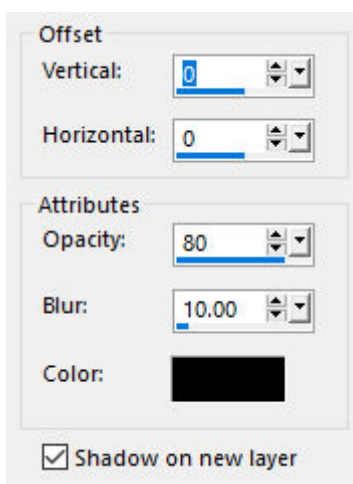 Offset
Vertical: 0
Horizontal: 0
Attributes
Opacity: 80
Blur: 10.00
Color:
Shadow on new layer